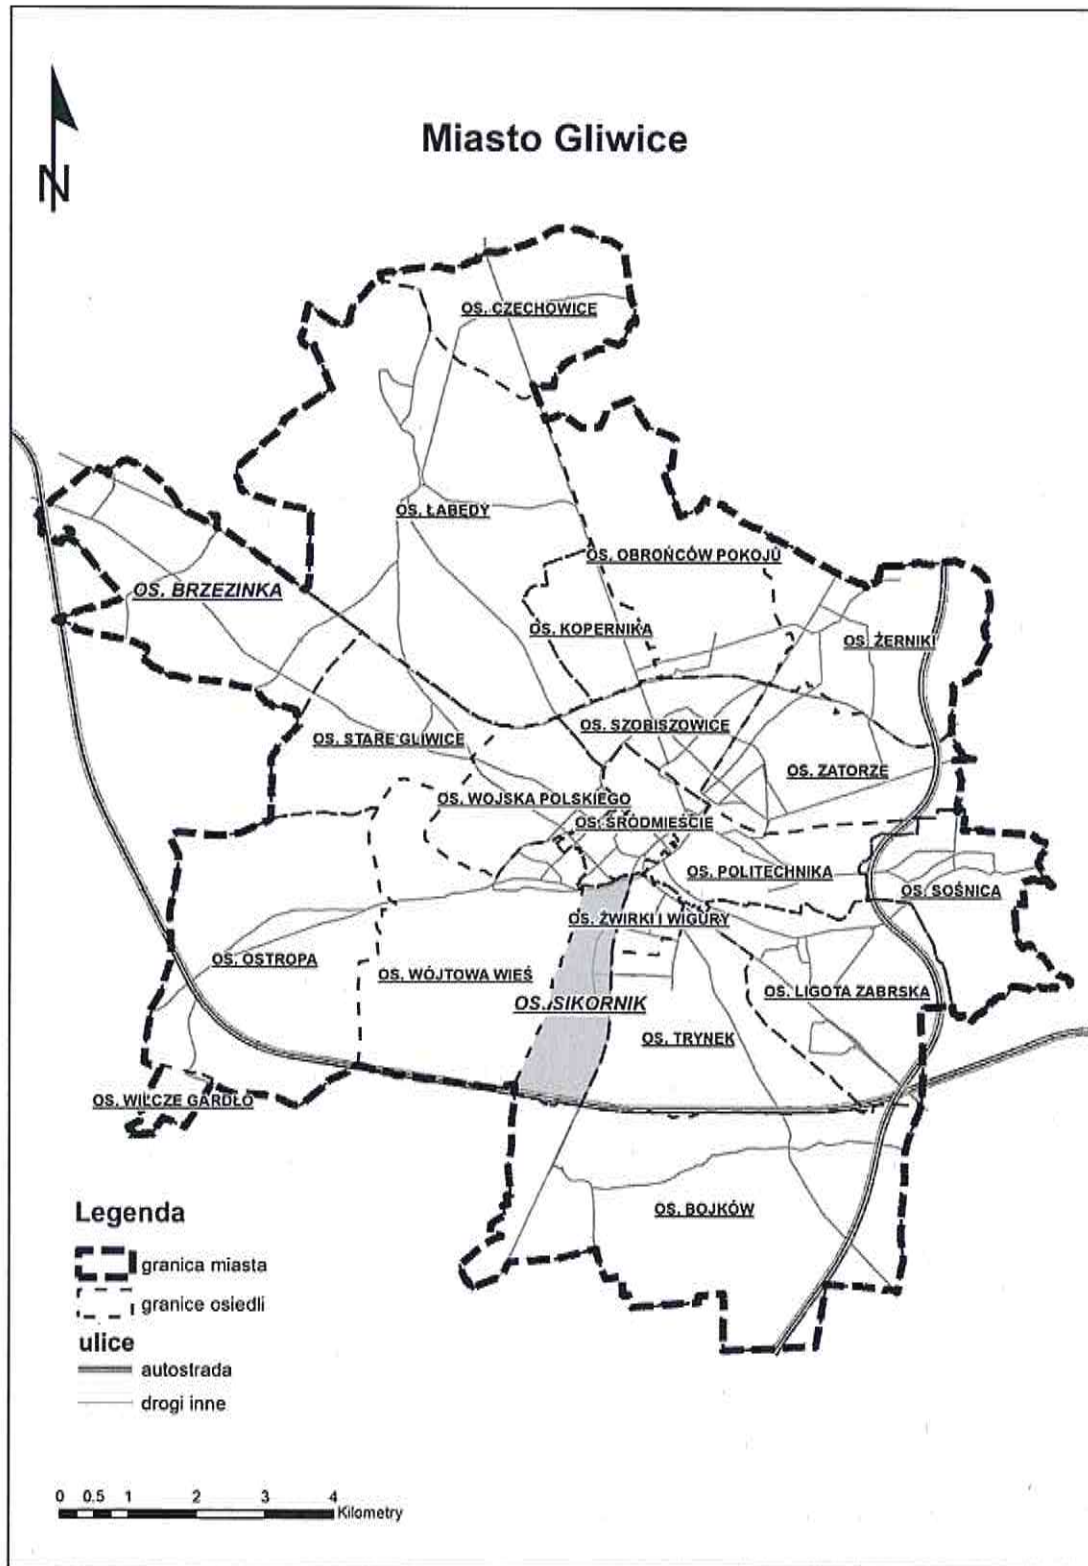 N
Miasto Gliwice
OS. CZECHOWICE
OS. ŁABĘDY
OS. OBROŃCÓW POKOJU
OS. BRZEZINKA
OS. KOPERNIKA
OS. ŻERNIKI
OS. SZOBISZOWICE
OS. STARE GLIWICE
OS. ZATORZE
OS. WOJSKA POLSKIEGO
OS. ŚRÓDMIEŚCIE
OS. POLITECHNIKA
OS. SOŚNICA
OS. ŻWIRKI I WIGURY
OS. OSTROPA
OS. WÓJTOWA WIEŚ
OS. LIGOTA ZABRSKA
OS. SIKORNIK
OS. TRYNEK
OS. WILCZE GARDŁO
OS. BOJKÓW
Legenda
granica miasta
granice osiedli
ulice
autostrada
drogi inne
0 0.5 1 2 3 4
Kilometry